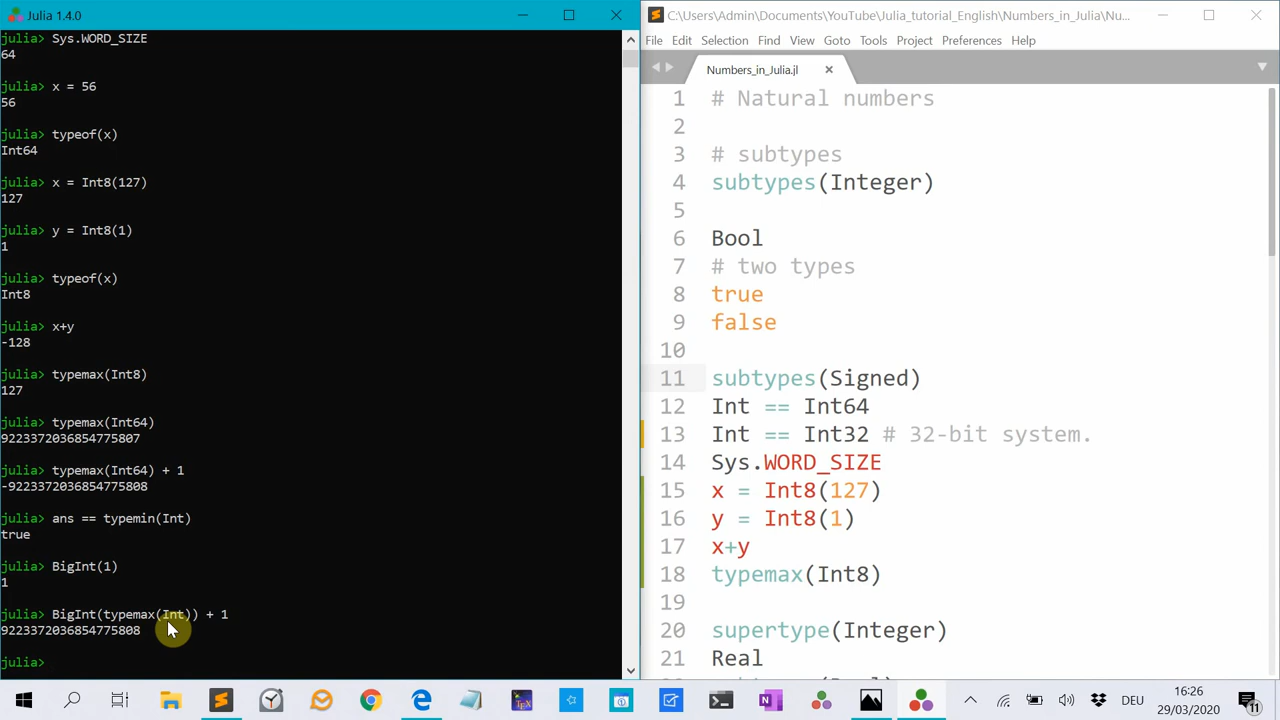 Julia 1.4.0
julia> Sys.WORD_SIZE
64
julia> x = 56
56
julia> typeof(x)
Int64
julia> x = Int8(127)
127
julia> y = Int8(1)
1
julia> typeof(x)
Int8
julia> x+y
-128
julia> typemax(Int8)
127
julia> typemax(Int64)
9223372036854775807
julia> typemax(Int64) + 1
-9223372036854775808
julia> ans == typemin(Int)
true
julia> BigInt(1)
1
julia> BigInt(typemax(Int)) + 1
9223372036854775808
julia>
C:\Users\Admin\Documents\YouTube\Julia_tutorial_English\Numbers_in_Julia\Nu...
File Edit Selection Find View Goto Tools Project Preferences Help
Numbers_in_Julia.jl
1 # Natural numbers
2
3 # subtypes
4 subtypes(Integer)
5
6 Bool
7 # two types
8 true
9 false
10
11 subtypes(Signed)
12 Int == Int64
13 Int == Int32 # 32-bit system.
14 Sys.WORD_SIZE
15 x = Int8(127)
16 y = Int8(1)
17 x+y
18 typemax(Int8)
19
20 supertype(Integer)
21 Real
DEU
16:26
29/03/2020
11